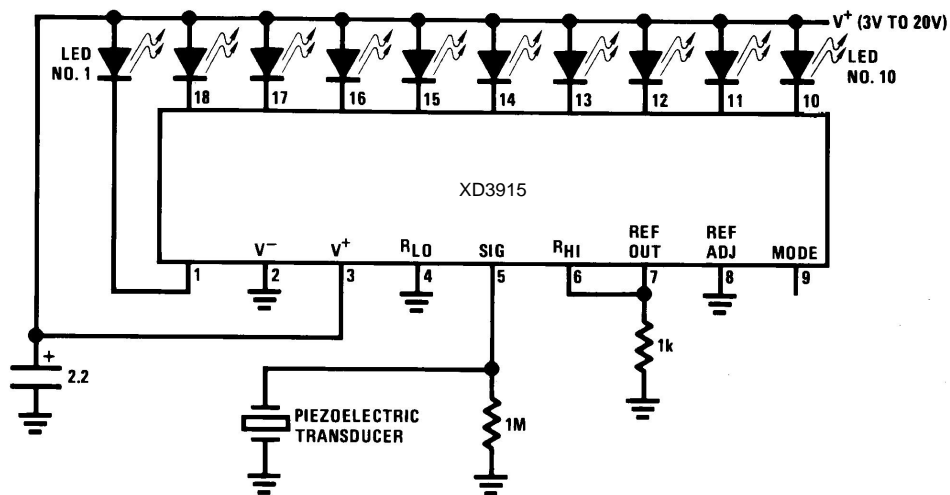 V+ (3V TO 20V)
LED
NO. 1
LED
NO. 10
18
17
16
15
14
13
12
11
10
XD3915
V−
V+
RLO
SIG
RHI
REF
OUT
REF
ADJ
MODE
1
2
3
4
5
6
7
8
9
+
2.2
1k
PIEZOELECTRIC
TRANSDUCER
1M